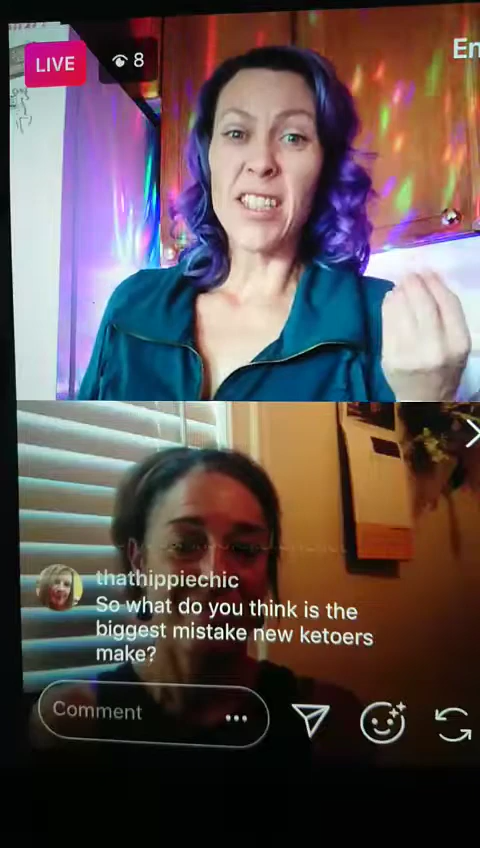 LIVE
8
En
thathippiechic
So what do you think is the
biggest mistake new ketoers
make?
Comment